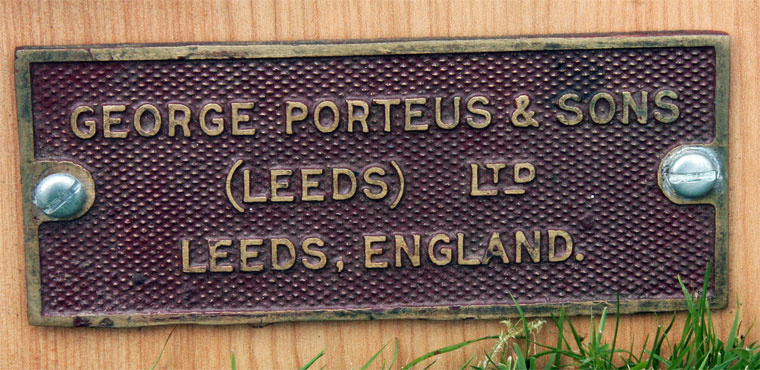 GEORGE PORTEUS & SONS
(LEEDS) LTD
LEEDS, ENGLAND.